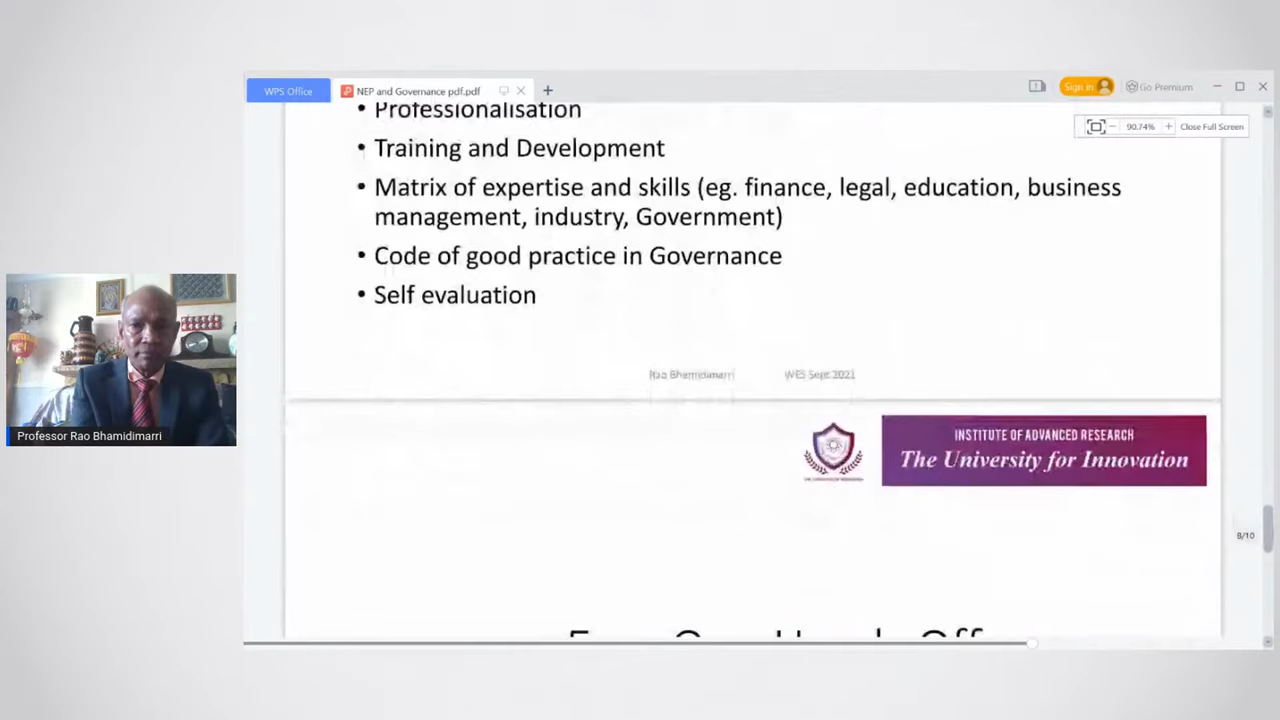 WPS Office
NEP and Governance pdf.pdf
Sign in
Go Premium
90.74%
Close Full Screen
• Professionalisation
• Training and Development
• Matrix of expertise and skills (eg. finance, legal, education, business
management, industry, Government)
• Code of good practice in Governance
• Self evaluation
Rao Bhamidimarri
WES Sept 2021
Professor Rao Bhamidimarri
INSTITUTE OF ADVANCED RESEARCH
The University for Innovation
8/10